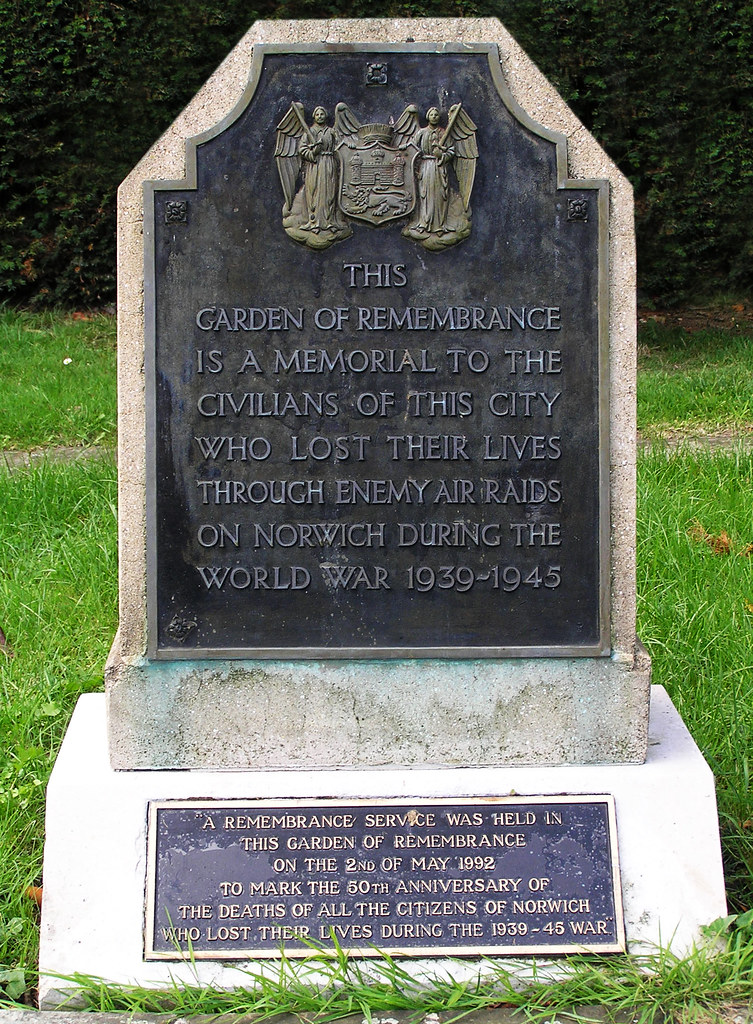 THIS
GARDEN OF REMEMBRANCE
IS A MEMORIAL TO THE
CIVILIANS OF THIS CITY
WHO LOST THEIR LIVES
THROUGH ENEMY AIR RAIDS
ON NORWICH DURING THE
WORLD WAR 1939-1945
A REMEMBRANCE SERVICE WAS HELD IN
THIS GARDEN OF REMEMBRANCE
ON THE 2ND OF MAY 1992
TO MARK THE 50TH ANNIVERSARY OF
THE DEATHS OF ALL THE CITIZENS OF NORWICH
WHO LOST THEIR LIVES DURING THE 1939-45 WAR